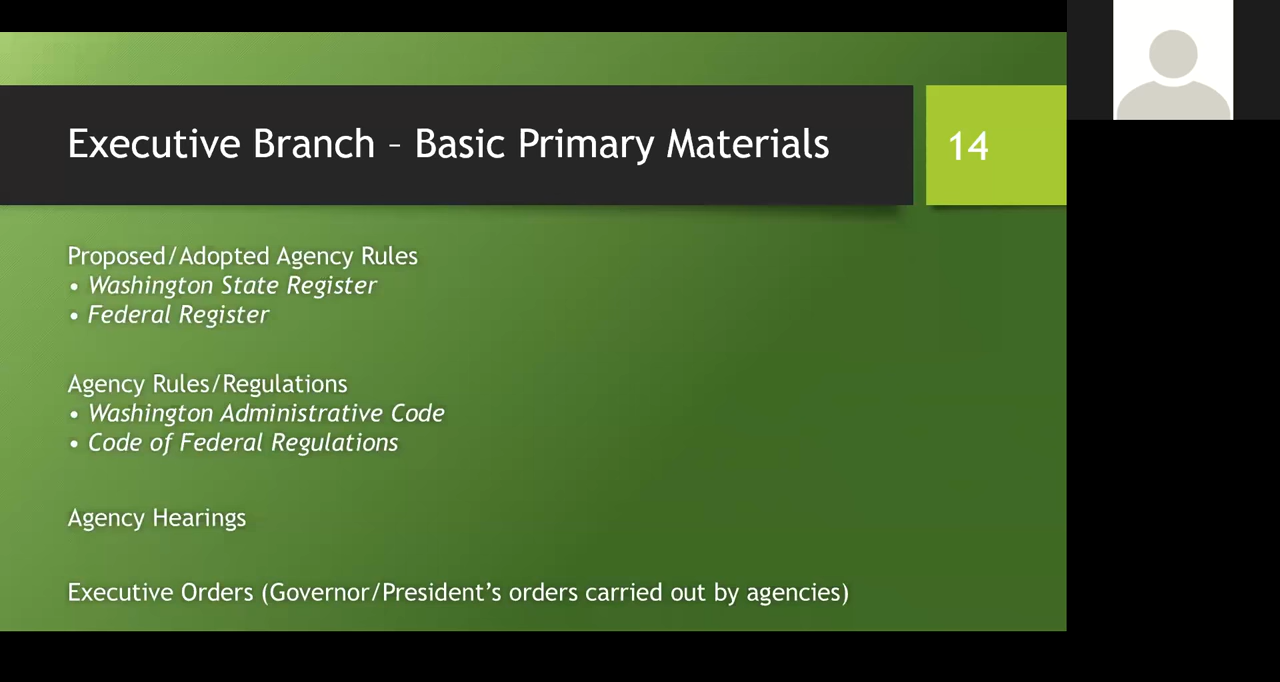 Executive Branch – Basic Primary Materials
14
Proposed/Adopted Agency Rules
• Washington State Register
• Federal Register
Agency Rules/Regulations
• Washington Administrative Code
• Code of Federal Regulations
Agency Hearings
Executive Orders (Governor/President’s orders carried out by agencies)